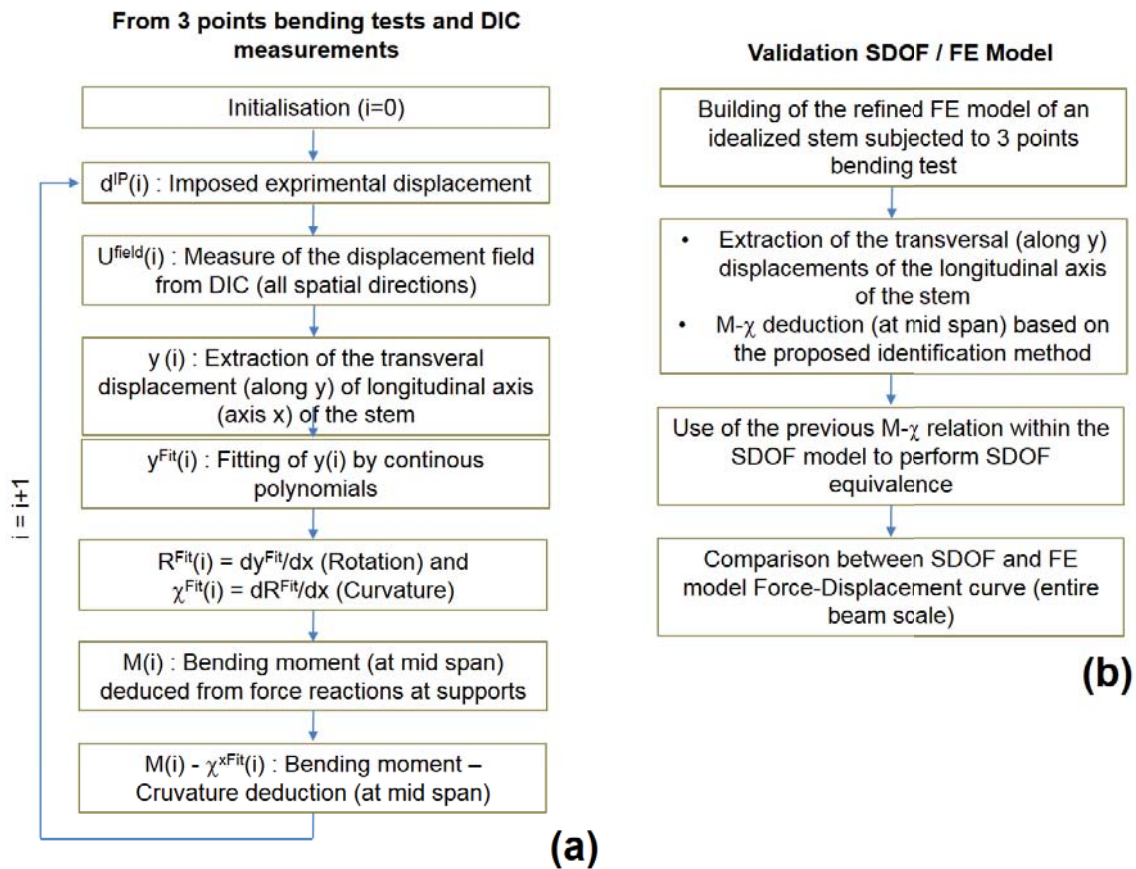 From 3 points bending tests and DIC
measurements
Initialisation (i=0)
d^IP(i) : Imposed exprimental displacement
U^field(i) : Measure of the displacement field
from DIC (all spatial directions)
y (i) : Extraction of the transveral
displacement (along y) of longitudinal axis
(axis x) of the stem
y^Fit(i) : Fitting of y(i) by continous
polynomials
R^Fit(i) = dy^Fit/dx (Rotation) and
χ^Fit(i) = dR^Fit/dx (Curvature)
M(i) : Bending moment (at mid span)
deduced from force reactions at supports
M(i) - χ^xFit(i) : Bending moment –
Cruvature deduction (at mid span)
i = i+1
(a)
Validation SDOF / FE Model
Building of the refined FE model of an
idealized stem subjected to 3 points
bending test
• Extraction of the transversal (along y)
displacements of the longitudinal axis
of the stem
• M-χ deduction (at mid span) based on
the proposed identification method
Use of the previous M-χ relation within the
SDOF model to perform SDOF
equivalence
Comparison between SDOF and FE
model Force-Displacement curve (entire
beam scale)
(b)